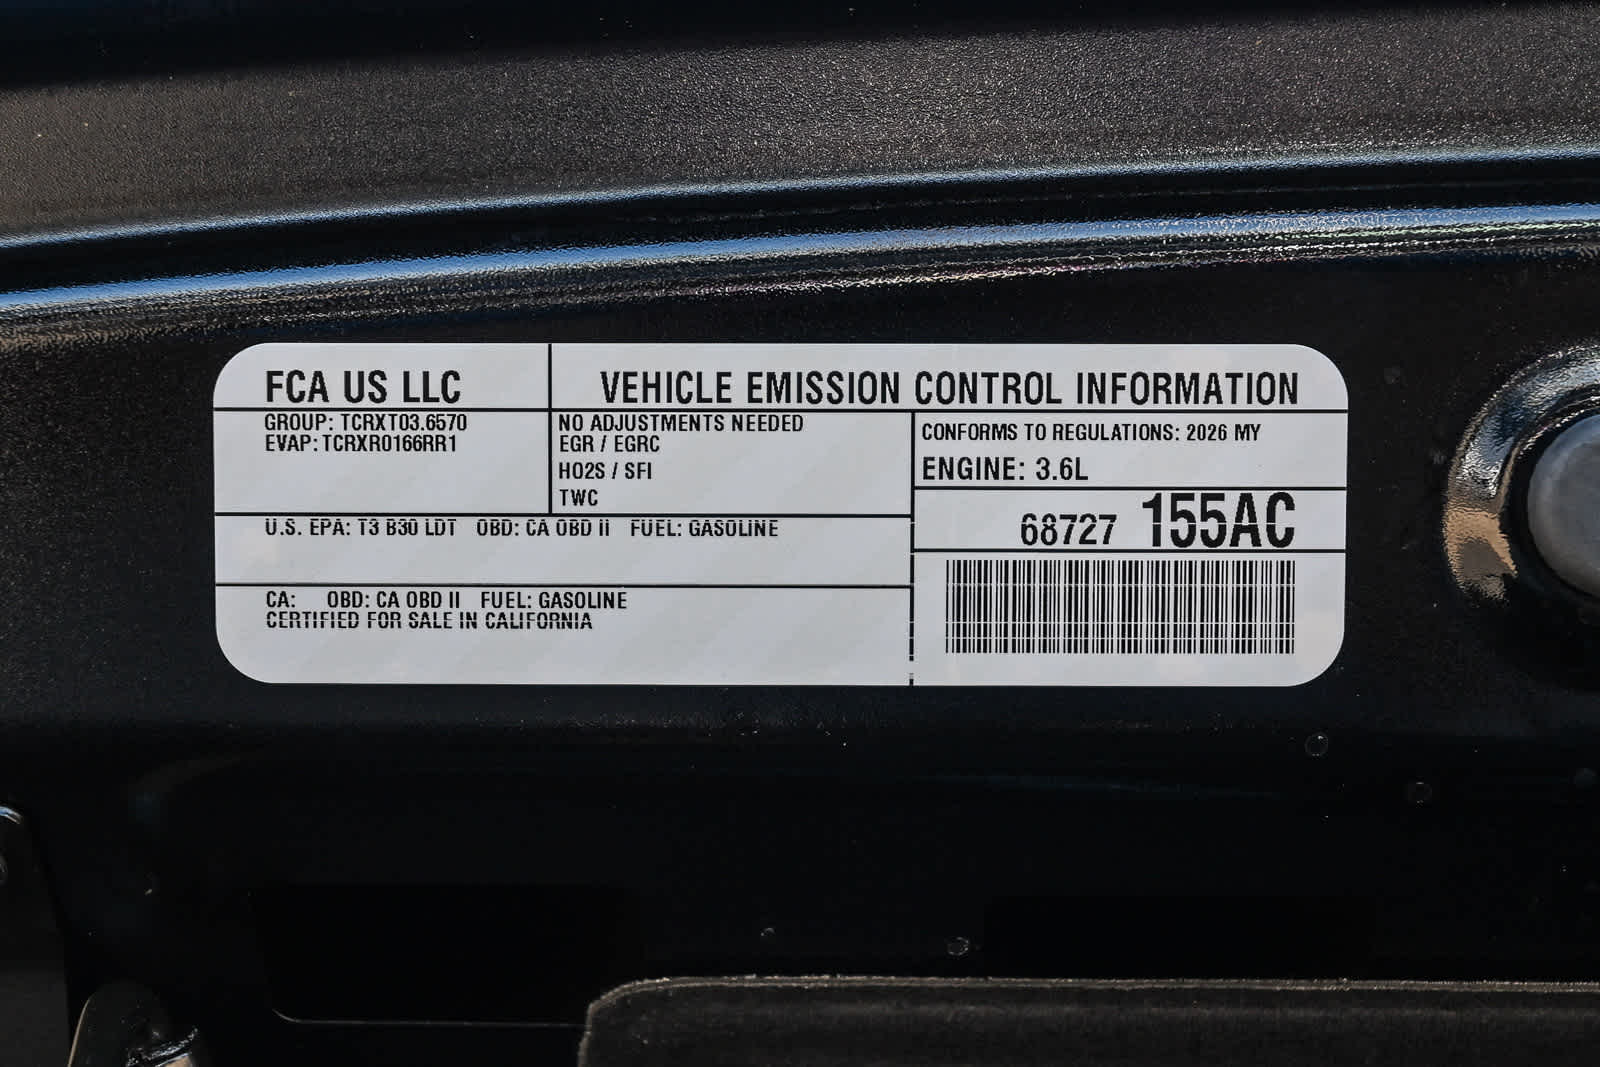 FCA US LLC
VEHICLE EMISSION CONTROL INFORMATION
GROUP: TCRXT03.6570
EVAP: TCRXR0166RR1
NO ADJUSTMENTS NEEDED
EGR / EGRC
HO2S / SFI
TWC
CONFORMS TO REGULATIONS: 2026 MY
ENGINE: 3.6L
68727 155AC
U.S. EPA: T3 B30 LDT OBD: CA OBD II FUEL: GASOLINE
CA: OBD: CA OBD II FUEL: GASOLINE
CERTIFIED FOR SALE IN CALIFORNIA